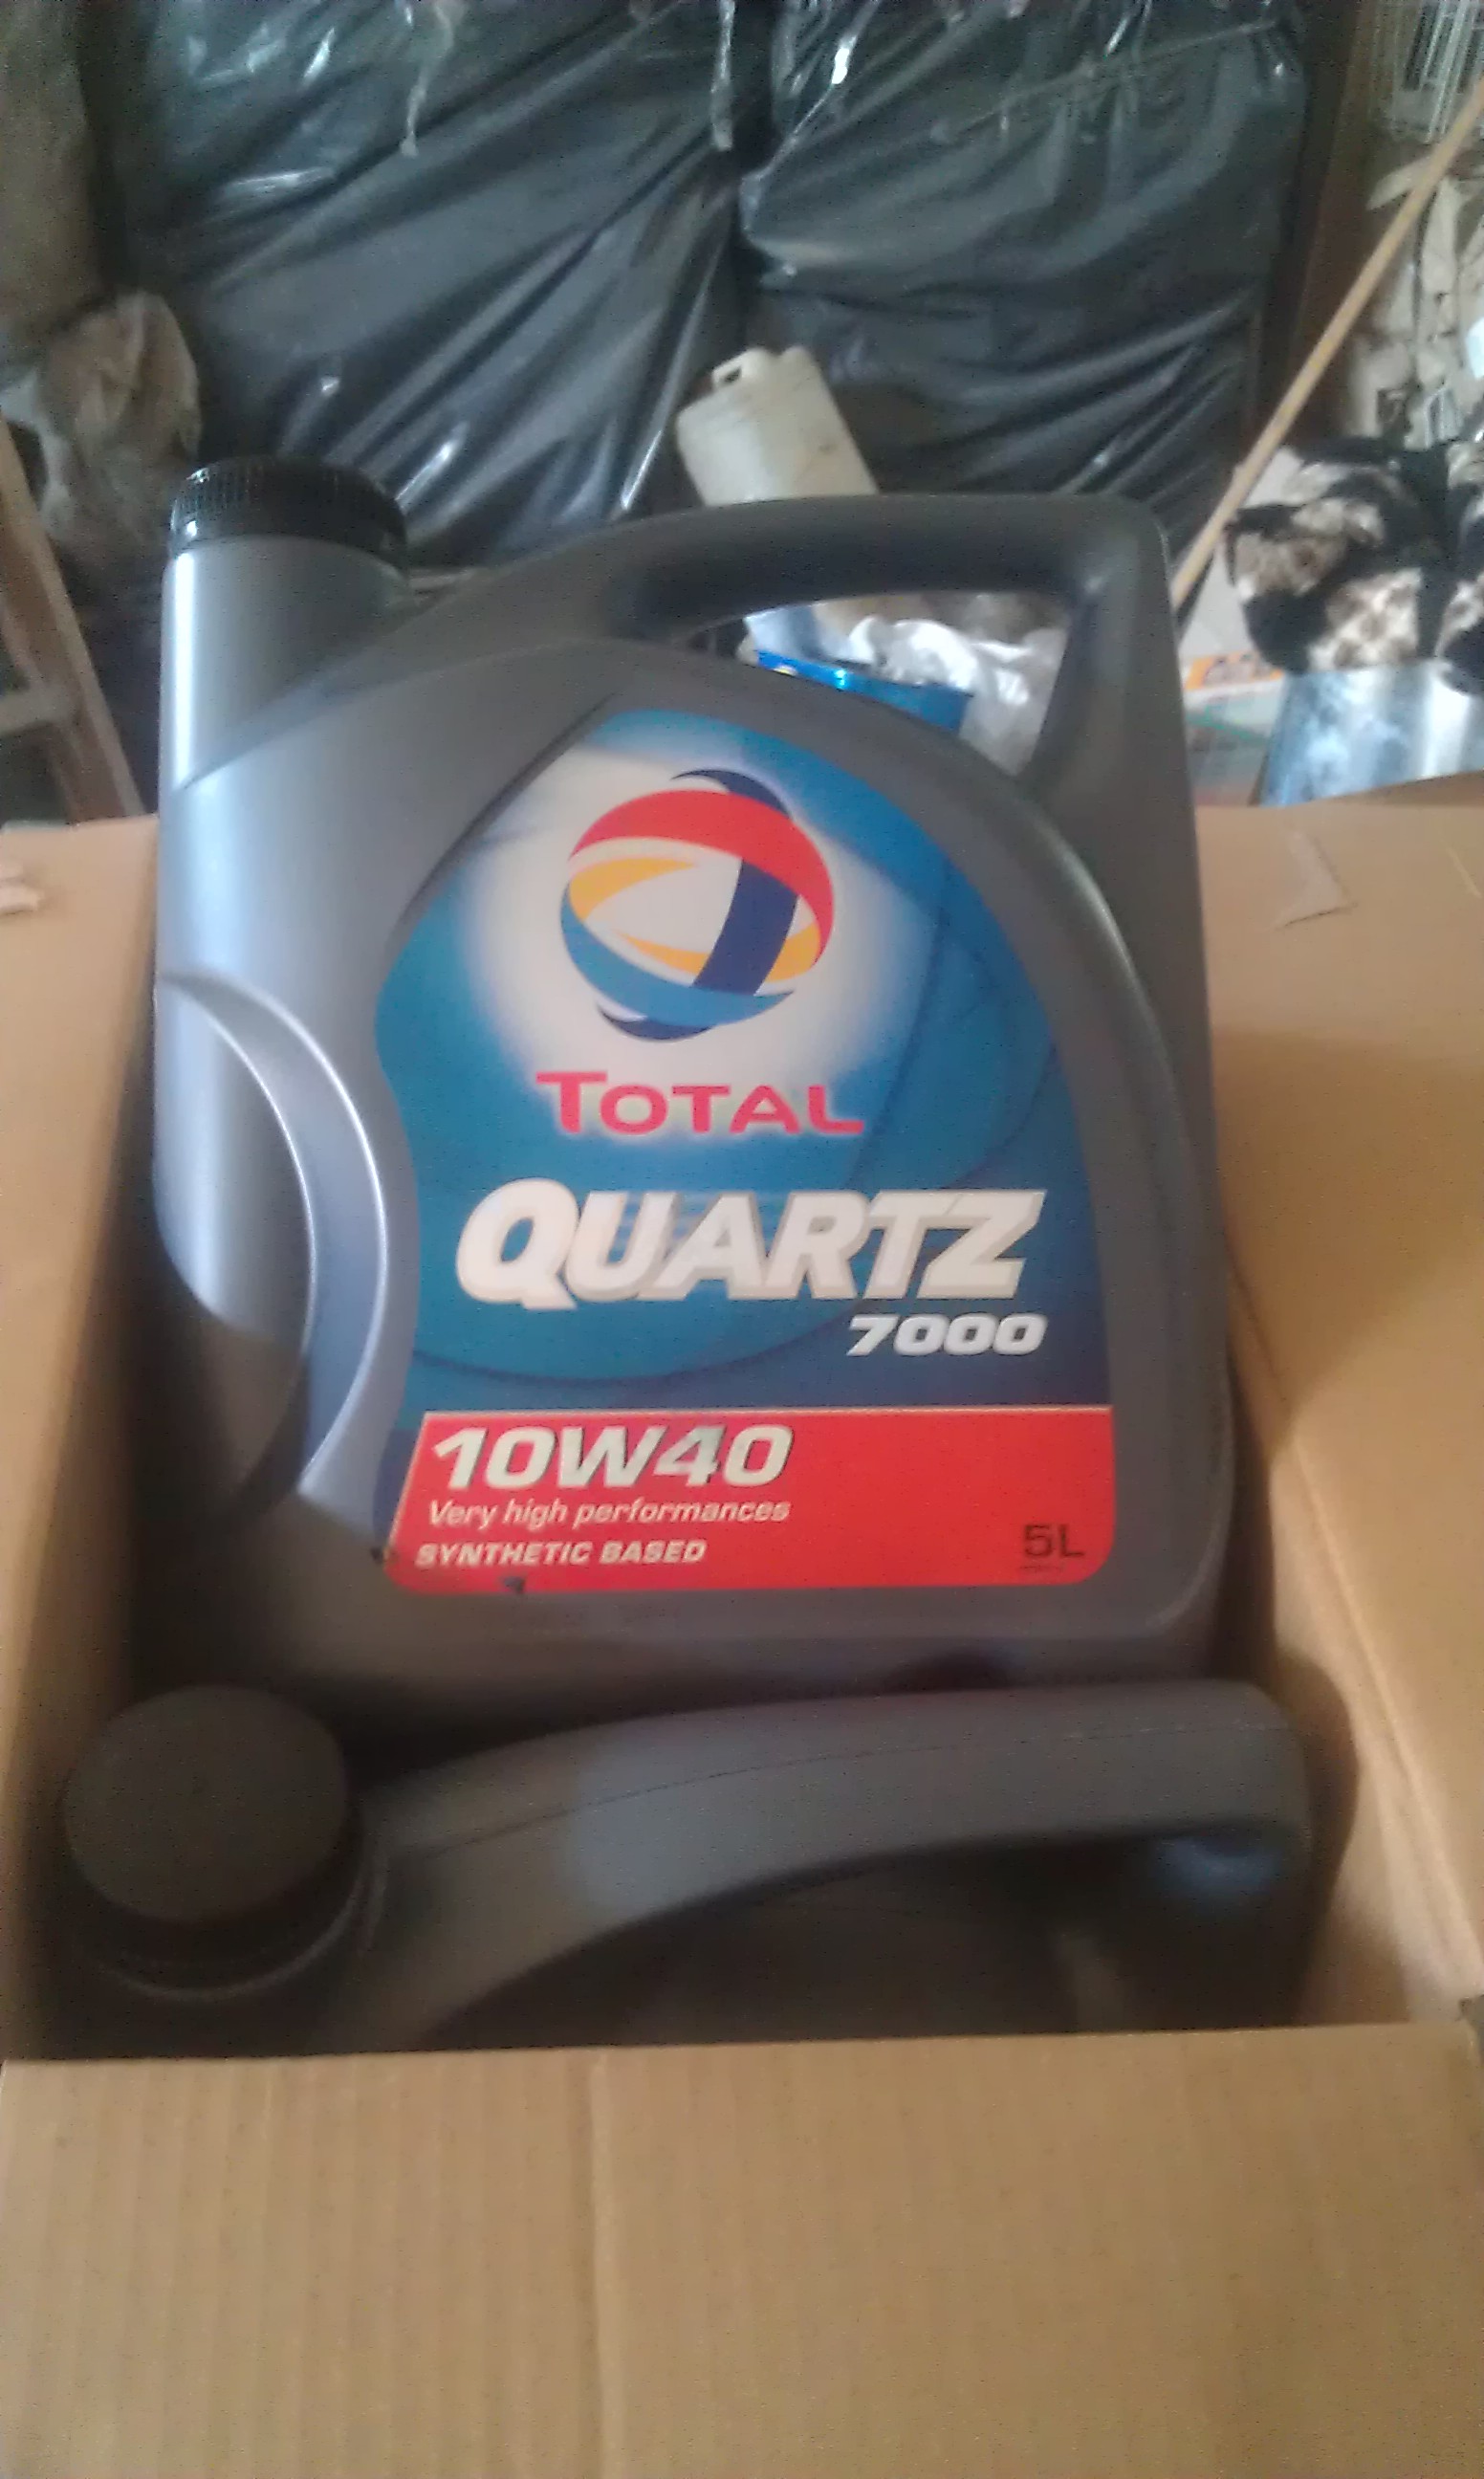 TOTAL
QUARTZ
7000
10W40
Very high performances
SYNTHETIC BASED
5L